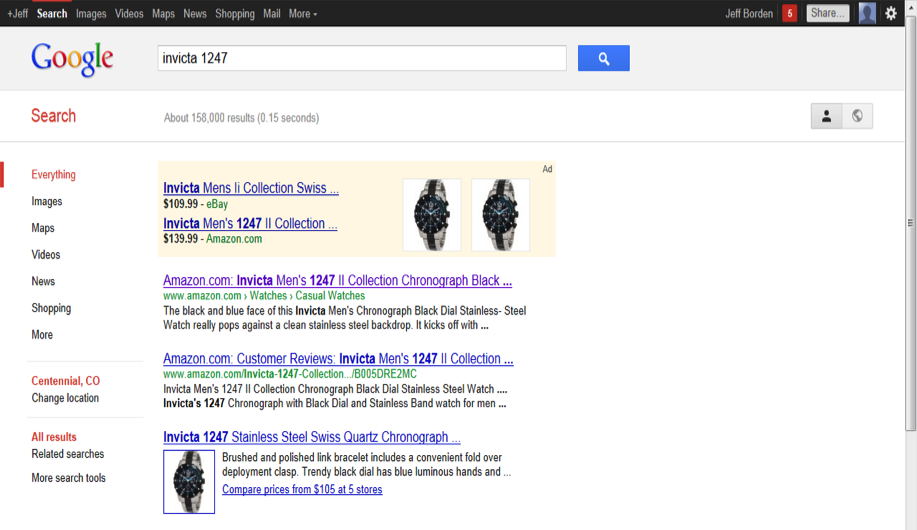 +Jeff Search Images Videos Maps News Shopping Mail More Jeff Borden 5 Share...
Google
invicta 1247
Search
About 158,000 results (0.15 seconds)
Everything
Images
Maps
Videos
News
Shopping
More
Centennial, CO
Change location
All results
Related searches
More search tools
Ad
Invicta Mens Ii Collection Swiss ...
$109.99 - eBay
Invicta Men's 1247 II Collection ...
$139.99 - Amazon.com
Amazon.com: Invicta Men's 1247 II Collection Chronograph Black ...
www.amazon.com › Watches › Casual Watches
The black and blue face of this Invicta Men's Chronograph Black Dial Stainless- Steel
Watch really pops against a clean stainless steel backdrop. It kicks off with ...
Amazon.com: Customer Reviews: Invicta Men's 1247 II Collection ...
www.amazon.com/Invicta-1247-Collection.../B005DRE2MC
Invicta Men's 1247 II Collection Chronograph Black Dial Stainless Steel Watch ....
Invicta's 1247 Chronograph with Black Dial and Stainless Band watch for men ...
Invicta 1247 Stainless Steel Swiss Quartz Chronograph ...
Brushed and polished link bracelet includes a convenient fold over
deployment clasp. Trendy black dial has blue luminous hands and ...
Compare prices from $105 at 5 stores